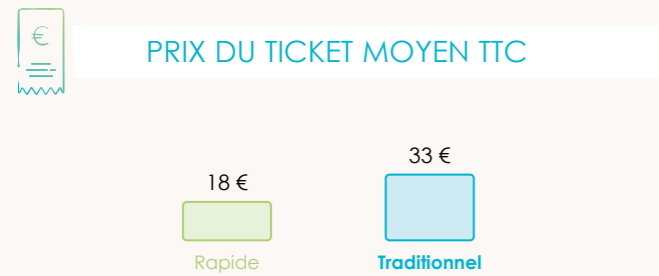 €
PRIX DU TICKET MOYEN TTC
33 €
18 €
Rapide
Traditionnel